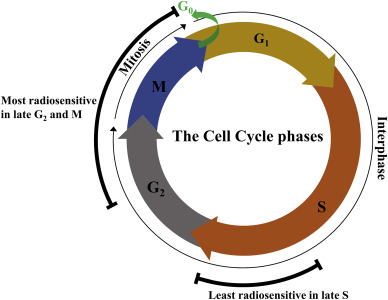 G₀
Mitosis
G₁
M
Most radiosensitive
in late G₂ and M
The Cell Cycle phases
Interphase
G₂
S
Least radiosensitive in late S